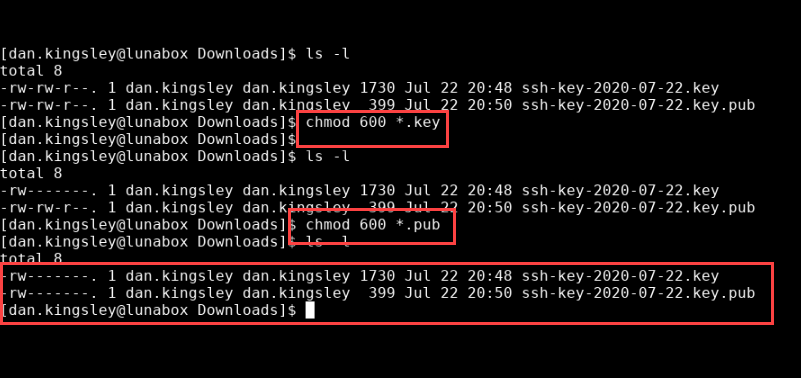 [dan.kingsley@lunabox Downloads]$ ls -l
total 8
-rw-rw-r--. 1 dan.kingsley dan.kingsley 1730 Jul 22 20:48 ssh-key-2020-07-22.key
-rw-rw-r--. 1 dan.kingsley dan.kingsley  399 Jul 22 20:50 ssh-key-2020-07-22.key.pub
[dan.kingsley@lunabox Downloads]$ chmod 600 *.key
[dan.kingsley@lunabox Downloads]$
[dan.kingsley@lunabox Downloads]$ ls -l
total 8
-rw-------. 1 dan.kingsley dan.kingsley 1730 Jul 22 20:48 ssh-key-2020-07-22.key
-rw-rw-r--. 1 dan.kingsley dan.kingsley  399 Jul 22 20:50 ssh-key-2020-07-22.key.pub
[dan.kingsley@lunabox Downloads]$ chmod 600 *.pub
[dan.kingsley@lunabox Downloads]$ ls -l
total 8
-rw-------. 1 dan.kingsley dan.kingsley 1730 Jul 22 20:48 ssh-key-2020-07-22.key
-rw-------. 1 dan.kingsley dan.kingsley  399 Jul 22 20:50 ssh-key-2020-07-22.key.pub
[dan.kingsley@lunabox Downloads]$